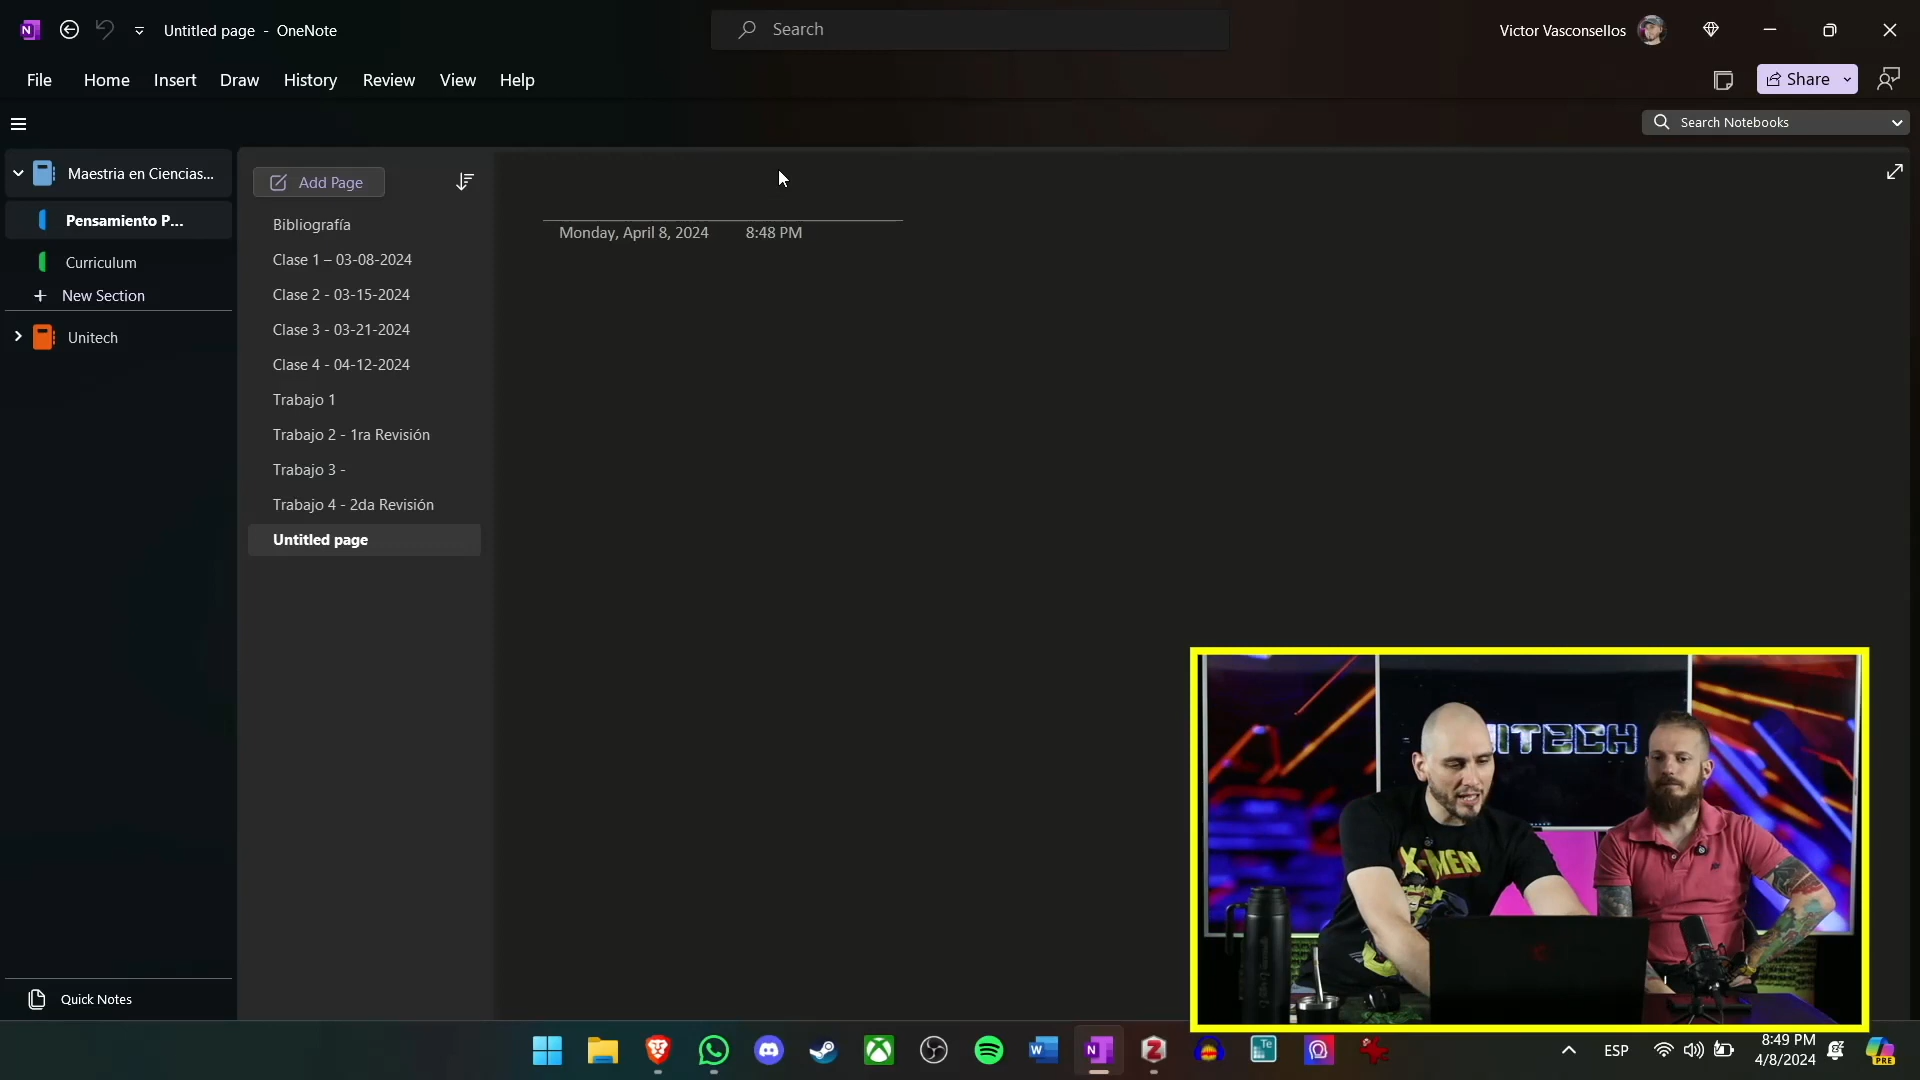 Untitled page - OneNote
Search
Victor Vasconsellos
File Home Insert Draw History Review View Help
Share
Search Notebooks
Maestria en Ciencias...
Pensamiento P...
Curriculum
New Section
Unitech
Quick Notes
Add Page
Bibliografía
Clase 1 – 03-08-2024
Clase 2 - 03-15-2024
Clase 3 - 03-21-2024
Clase 4 - 04-12-2024
Trabajo 1
Trabajo 2 - 1ra Revisión
Trabajo 3 -
Trabajo 4 - 2da Revisión
Untitled page
Monday, April 8, 2024 8:48 PM
X-MEN
ESP
8:49 PM
4/8/2024
PRE